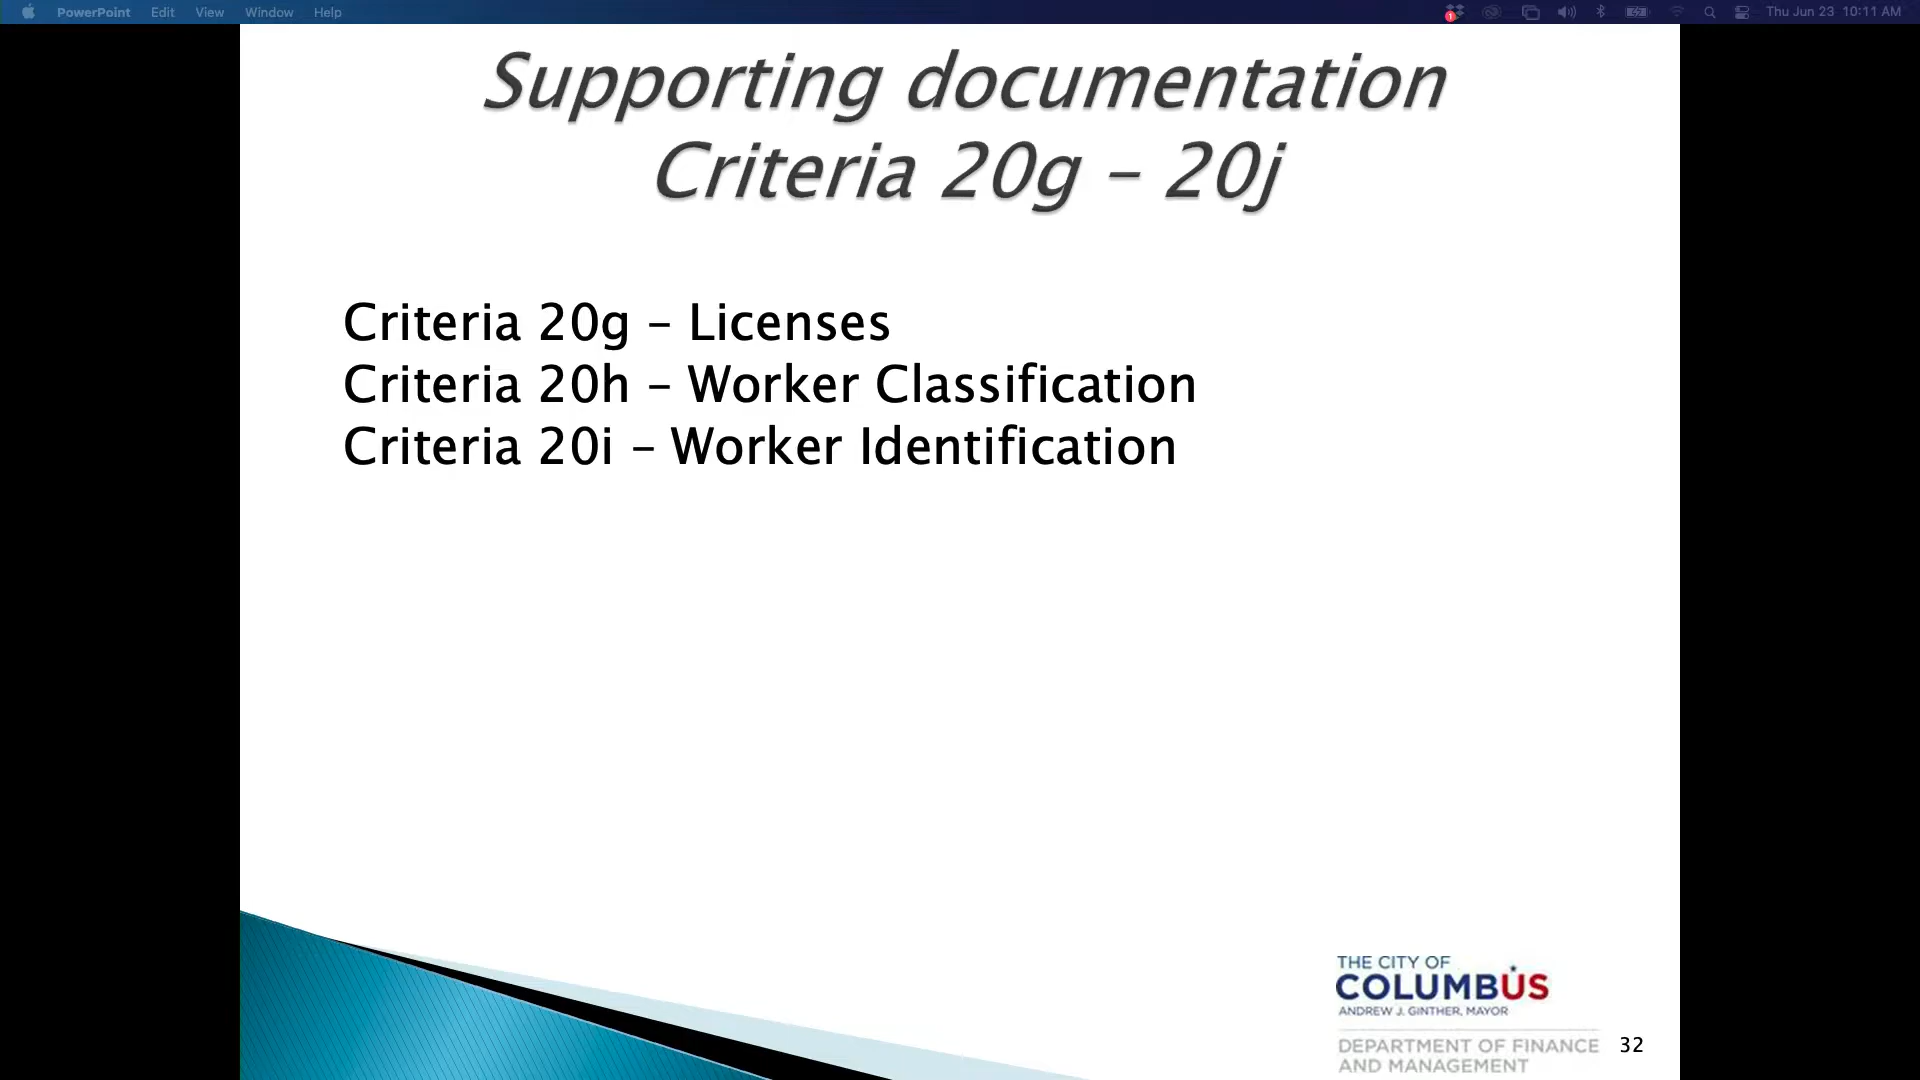 PowerPoint Edit View Window Help
1
Thu Jun 23 10:11 AM
Supporting documentation
Criteria 20g – 20j
Criteria 20g – Licenses
Criteria 20h – Worker Classification
Criteria 20i – Worker Identification
THE CITY OF
COLUMBUS
ANDREW J. GINTHER, MAYOR
DEPARTMENT OF FINANCE
AND MANAGEMENT
32